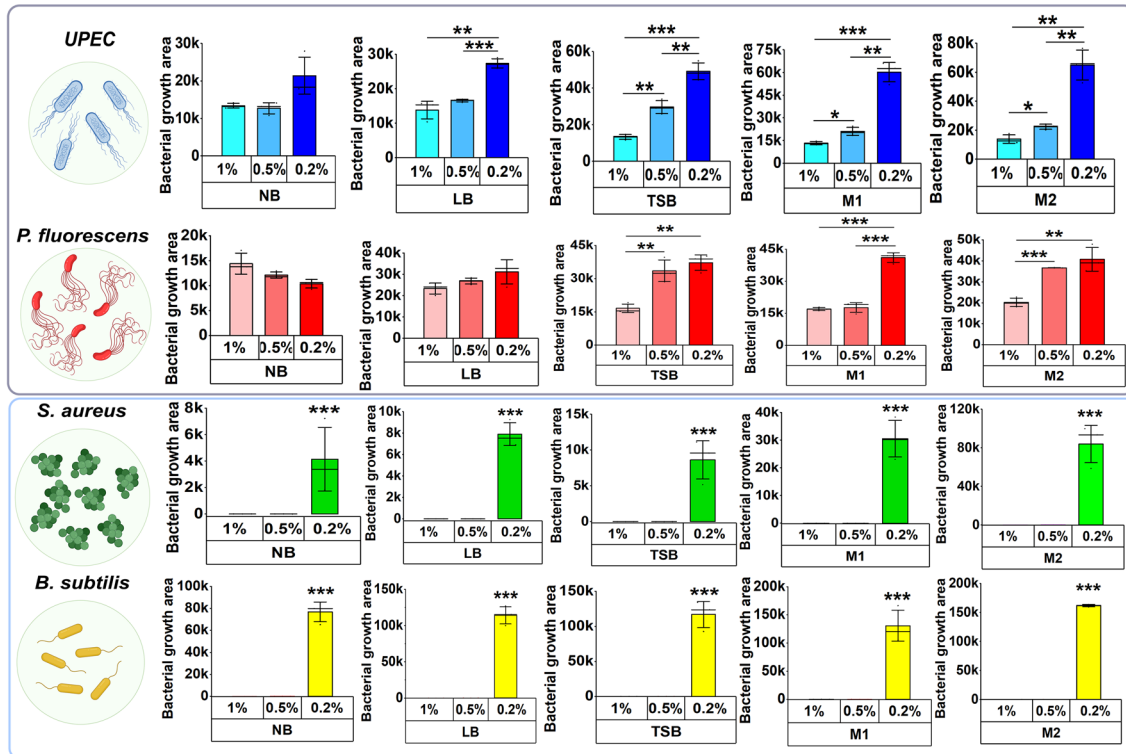 UPEC
Bacterial growth area
30k
20k
10k
0
1% 0.5% 0.2%
NB
Bacterial growth area
** ***
30k
20k
10k
0
1% 0.5% 0.2%
LB
Bacterial growth area
*** ** **
60k
40k
20k
0
1% 0.5% 0.2%
TSB
Bacterial growth area
*** ** *
75k
60k
45k
30k
15k
0
1% 0.5% 0.2%
M1
Bacterial growth area
** ** *
80k
60k
40k
20k
0
1% 0.5% 0.2%
M2
P. fluorescens
Bacterial growth area
20k
15k
10k
5k
0
1% 0.5% 0.2%
NB
Bacterial growth area
40k
30k
20k
10k
0
1% 0.5% 0.2%
LB
Bacterial growth area
** **
45k
30k
15k
0
1% 0.5% 0.2%
TSB
Bacterial growth area
*** ***
45k
30k
15k
0
1% 0.5% 0.2%
M1
Bacterial growth area
** ***
50k
40k
30k
20k
10k
0
1% 0.5% 0.2%
M2
S. aureus
Bacterial growth area
***
8k
6k
4k
2k
0
1% 0.5% 0.2%
NB
Bacterial growth area
***
10k
8k
6k
4k
2k
0
1% 0.5% 0.2%
LB
Bacterial growth area
***
15k
10k
5k
0
1% 0.5% 0.2%
TSB
Bacterial growth area
***
40k
30k
20k
10k
0k
1% 0.5% 0.2%
M1
Bacterial growth area
***
120k
80k
40k
0
1% 0.5% 0.2%
M2
B. subtilis
Bacterial growth area
***
100k
80k
60k
40k
20k
0
1% 0.5% 0.2%
NB
Bacterial growth area
***
150k
100k
50k
0
1% 0.5% 0.2%
LB
Bacterial growth area
***
150k
100k
50k
0
1% 0.5% 0.2%
TSB
Bacterial growth area
***
200k
150k
100k
50k
0
1% 0.5% 0.2%
M1
Bacterial growth area
***
200k
150k
100k
50k
0
1% 0.5% 0.2%
M2